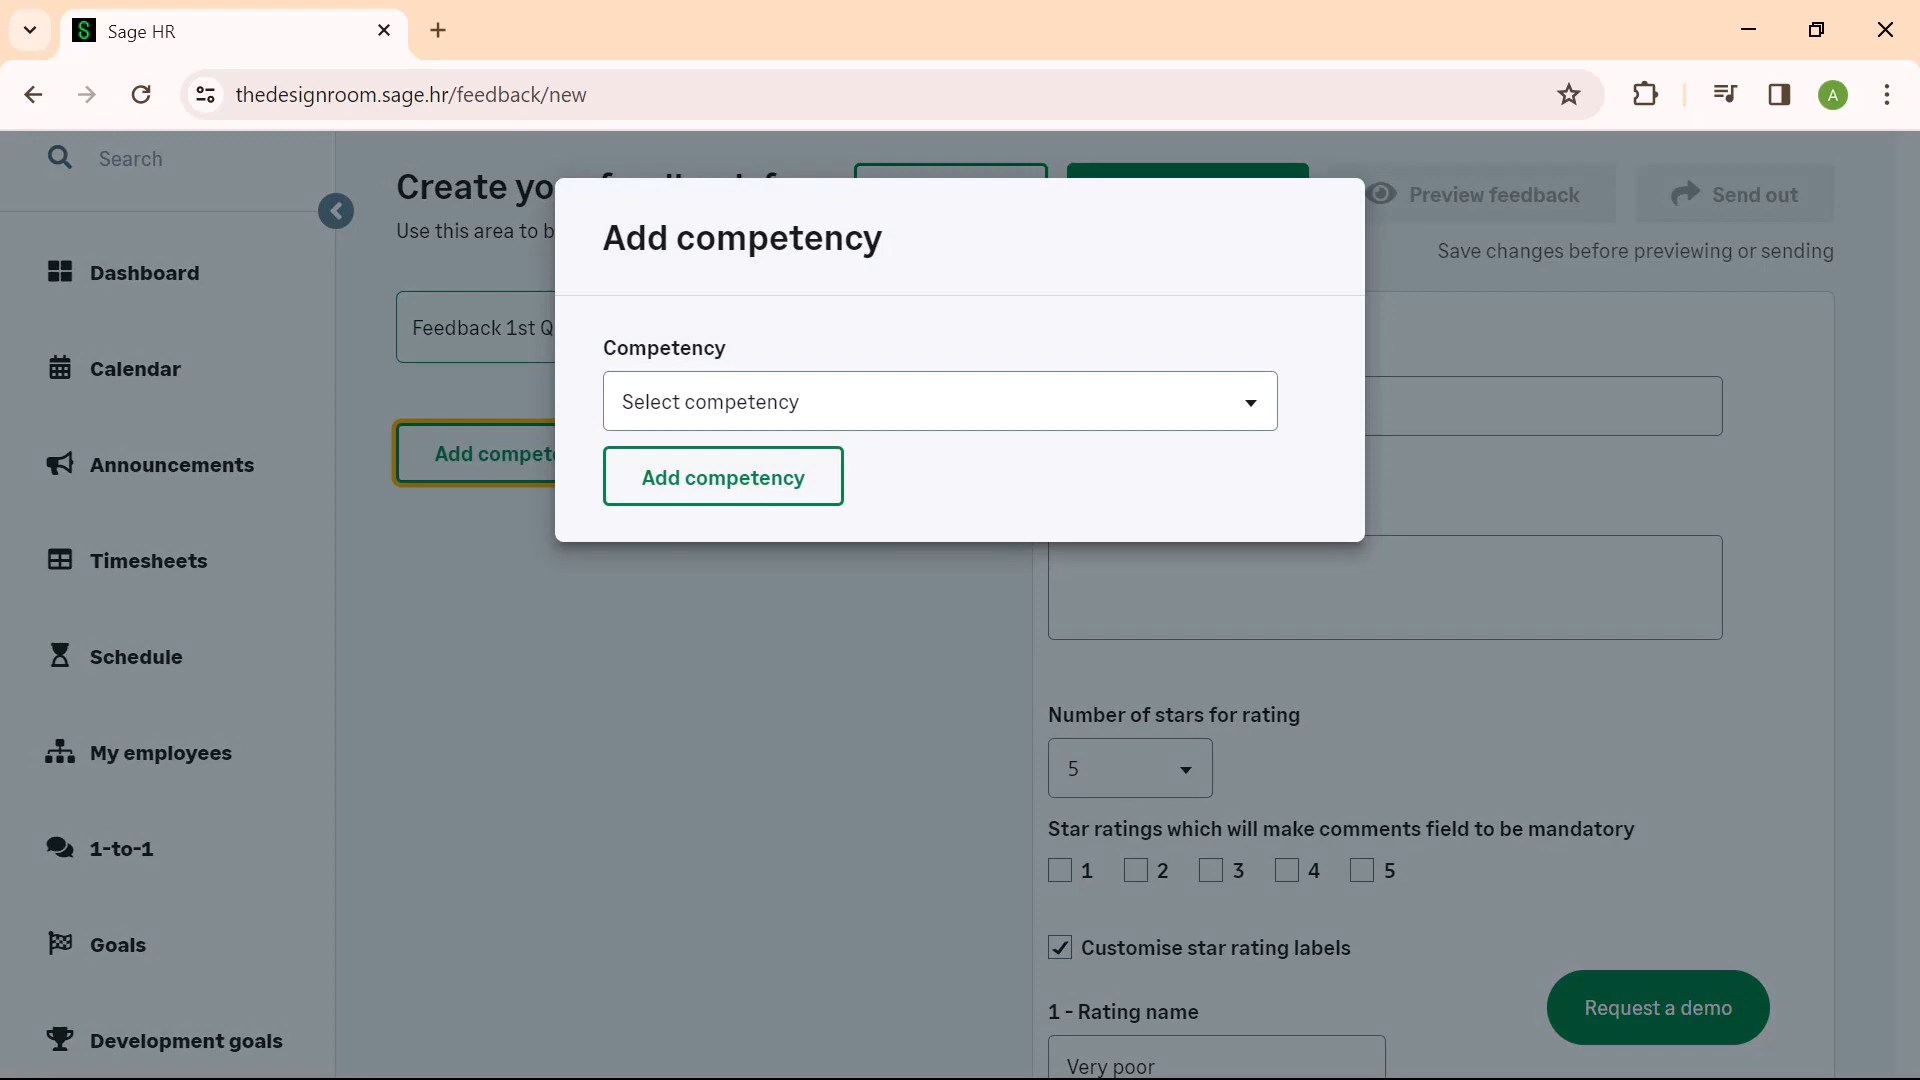 Sage HR
thedesignroom.sage.hr/feedback/new
A
Search
Create yo
Use this area to b
Preview feedback
Send out
Save changes before previewing or sending
Add competency
Competency
Select competency
Add competency
Feedback 1st Q
Add compet
Dashboard
Calendar
Announcements
Timesheets
Schedule
My employees
1-to-1
Goals
Development goals
Number of stars for rating
5
Star ratings which will make comments field to be mandatory
1 2 3 4 5
Customise star rating labels
1 - Rating name
Very poor
Request a demo